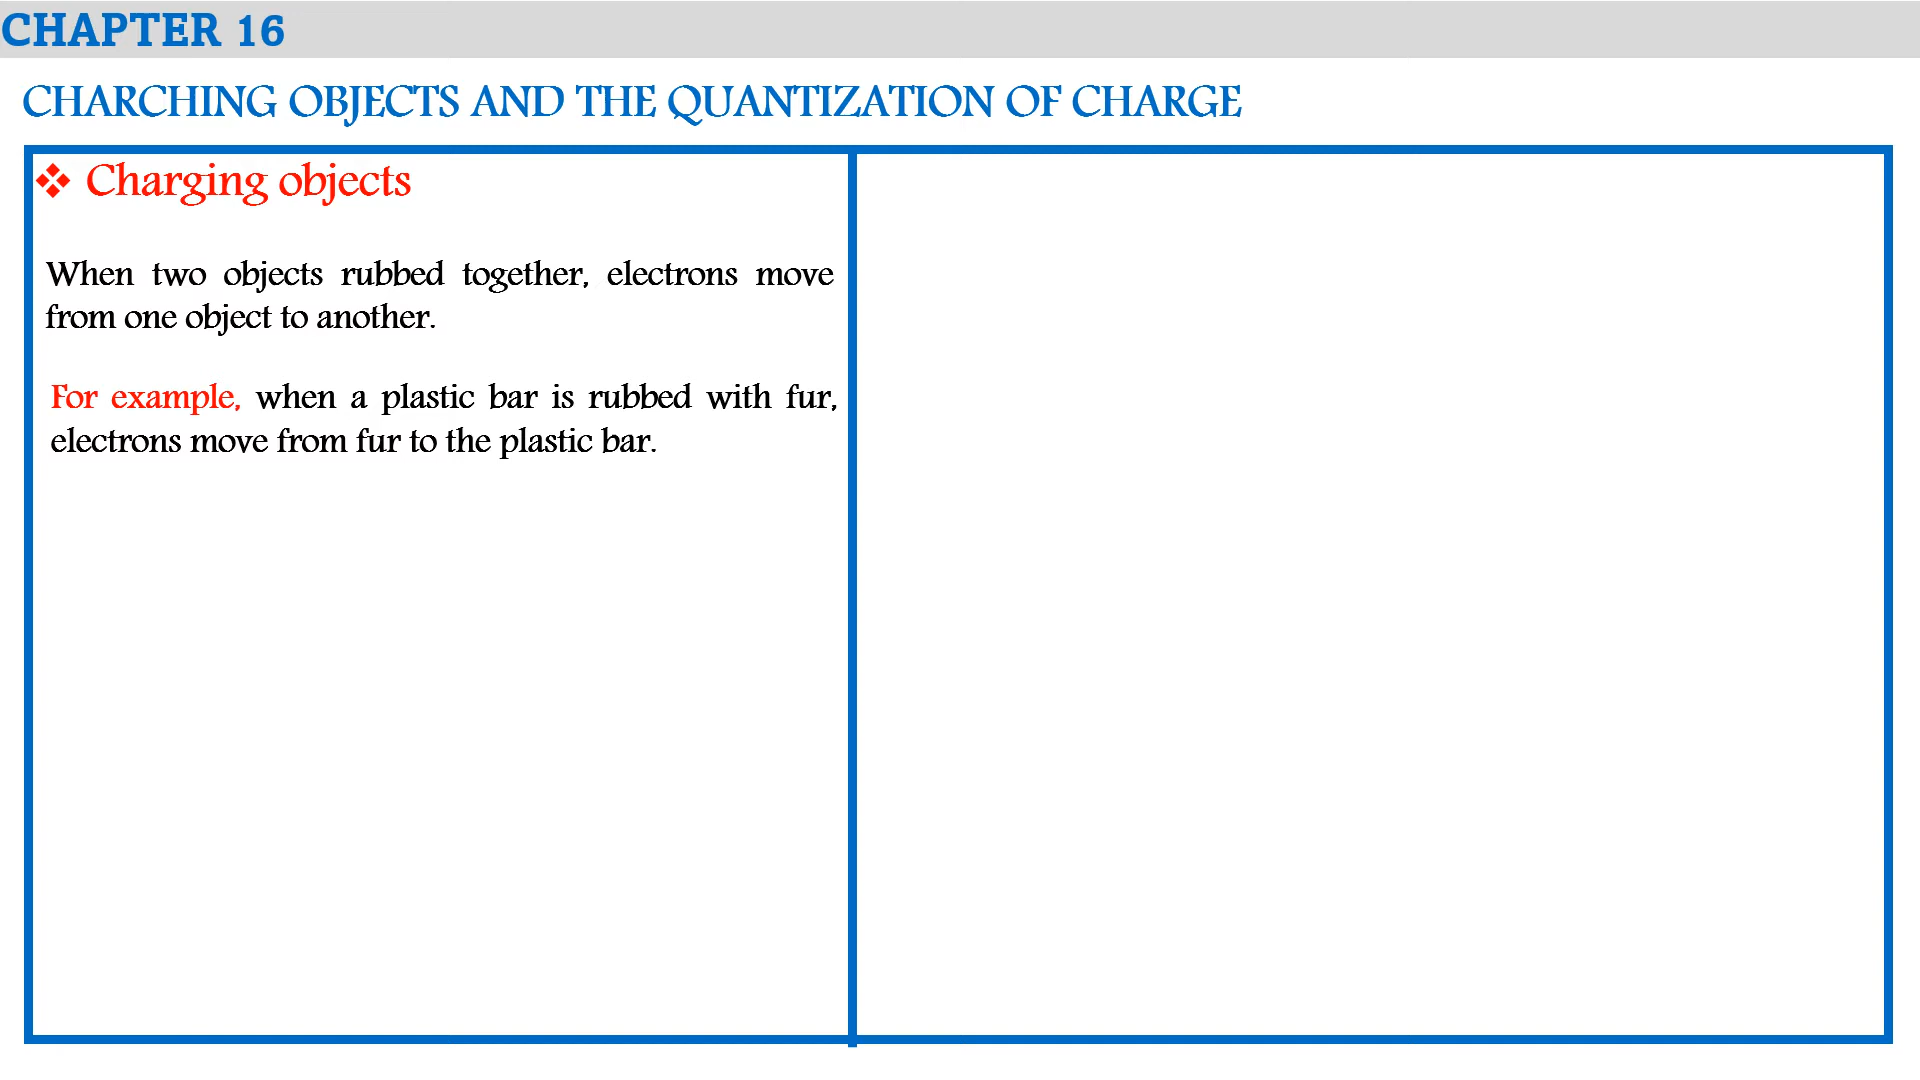 CHAPTER 16
CHARCHING OBJECTS AND THE QUANTIZATION OF CHARGE
❖ Charging objects
When two objects rubbed together, electrons move
from one object to another.
For example, when a plastic bar is rubbed with fur,
electrons move from fur to the plastic bar.